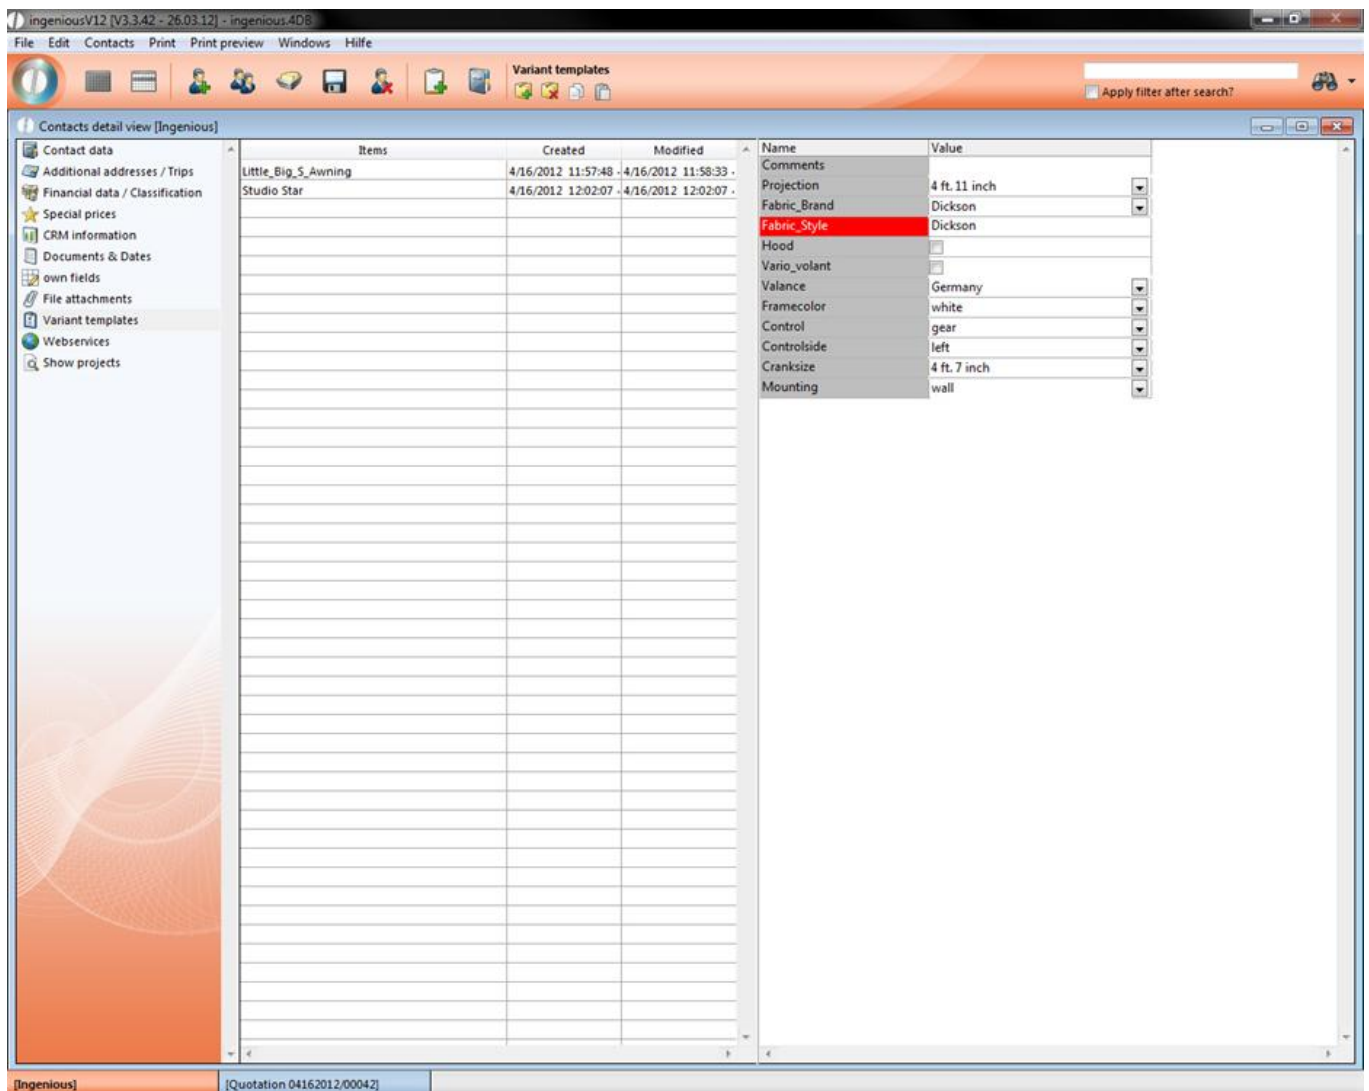 ingeniousV12 [V3.3.42 - 26.03.12] - ingenious.4DB
File Edit Contacts Print Print preview Windows Hilfe
Variant templates
Apply filter after search?
Contacts detail view [Ingenious]
Contact data
Additional addresses / Trips
Financial data / Classification
Special prices
CRM information
Documents & Dates
own fields
File attachments
Variant templates
Webservices
Show projects
Items Created Modified
Little_Big_S_Awning 4/16/2012 11:57:48 - 4/16/2012 11:58:33 -
Studio Star 4/16/2012 12:02:07 - 4/16/2012 12:02:07 -
Name Value
Comments
Projection 4 ft. 11 inch
Fabric_Brand Dickson
Fabric_Style Dickson
Hood
Vario_volant
Valance Germany
Framecolor white
Control gear
Controlside left
Cranksize 4 ft. 7 inch
Mounting wall
[Ingenious] [Quotation 04162012/00042]